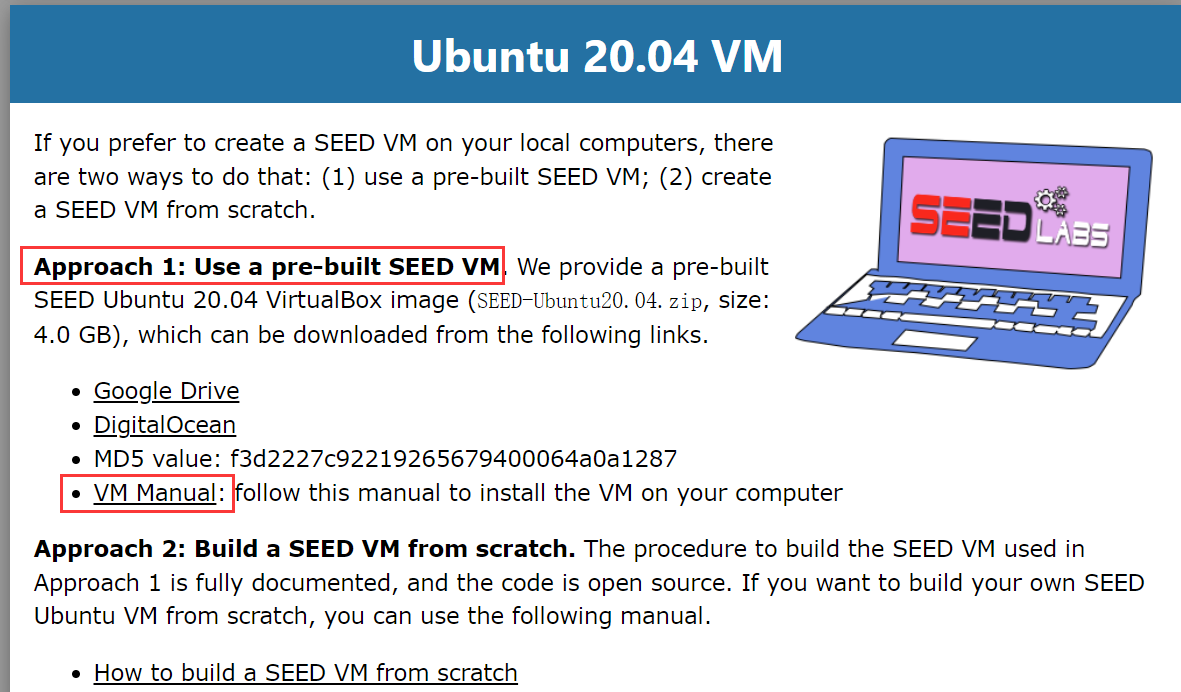 Ubuntu 20.04 VM
If you prefer to create a SEED VM on your local computers, there
are two ways to do that: (1) use a pre-built SEED VM; (2) create
a SEED VM from scratch.
SEED LABS
Approach 1: Use a pre-built SEED VM. We provide a pre-built
SEED Ubuntu 20.04 VirtualBox image (SEED-Ubuntu20.04.zip, size:
4.0 GB), which can be downloaded from the following links.
• Google Drive
• DigitalOcean
• MD5 value: f3d2227c92219265679400064a0a1287
• VM Manual: follow this manual to install the VM on your computer
Approach 2: Build a SEED VM from scratch. The procedure to build the SEED VM used in
Approach 1 is fully documented, and the code is open source. If you want to build your own SEED
Ubuntu VM from scratch, you can use the following manual.
• How to build a SEED VM from scratch